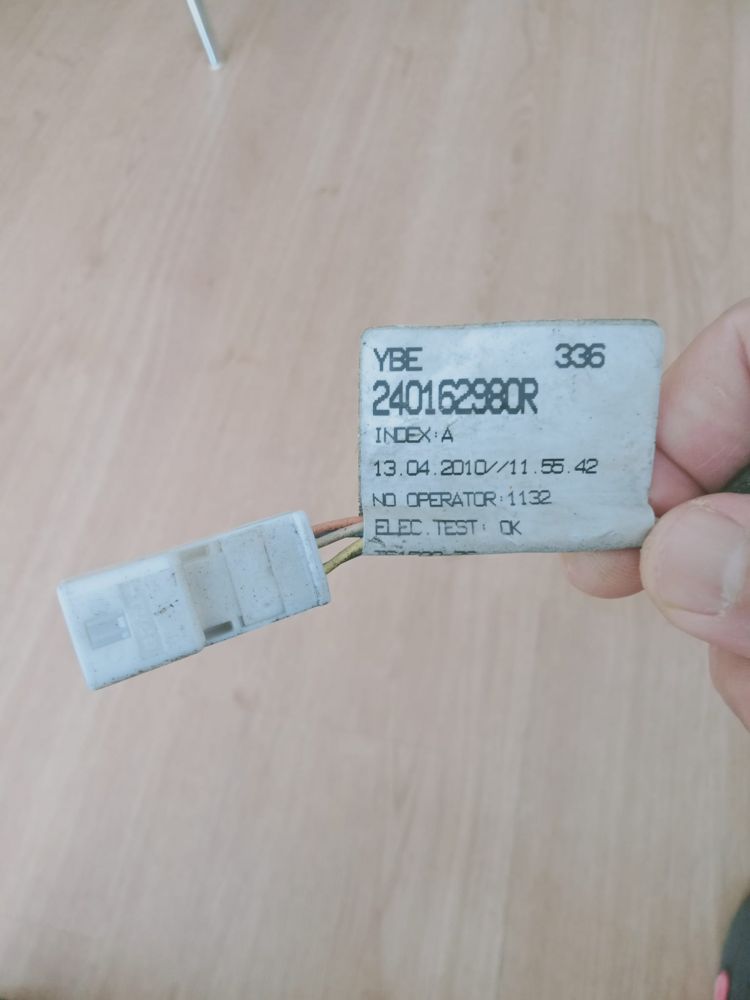 YBE 336
240162980R
INDEX:A
13.04.2010//11.55.42
NO OPERATOR:1132
ELEC.TEST: OK